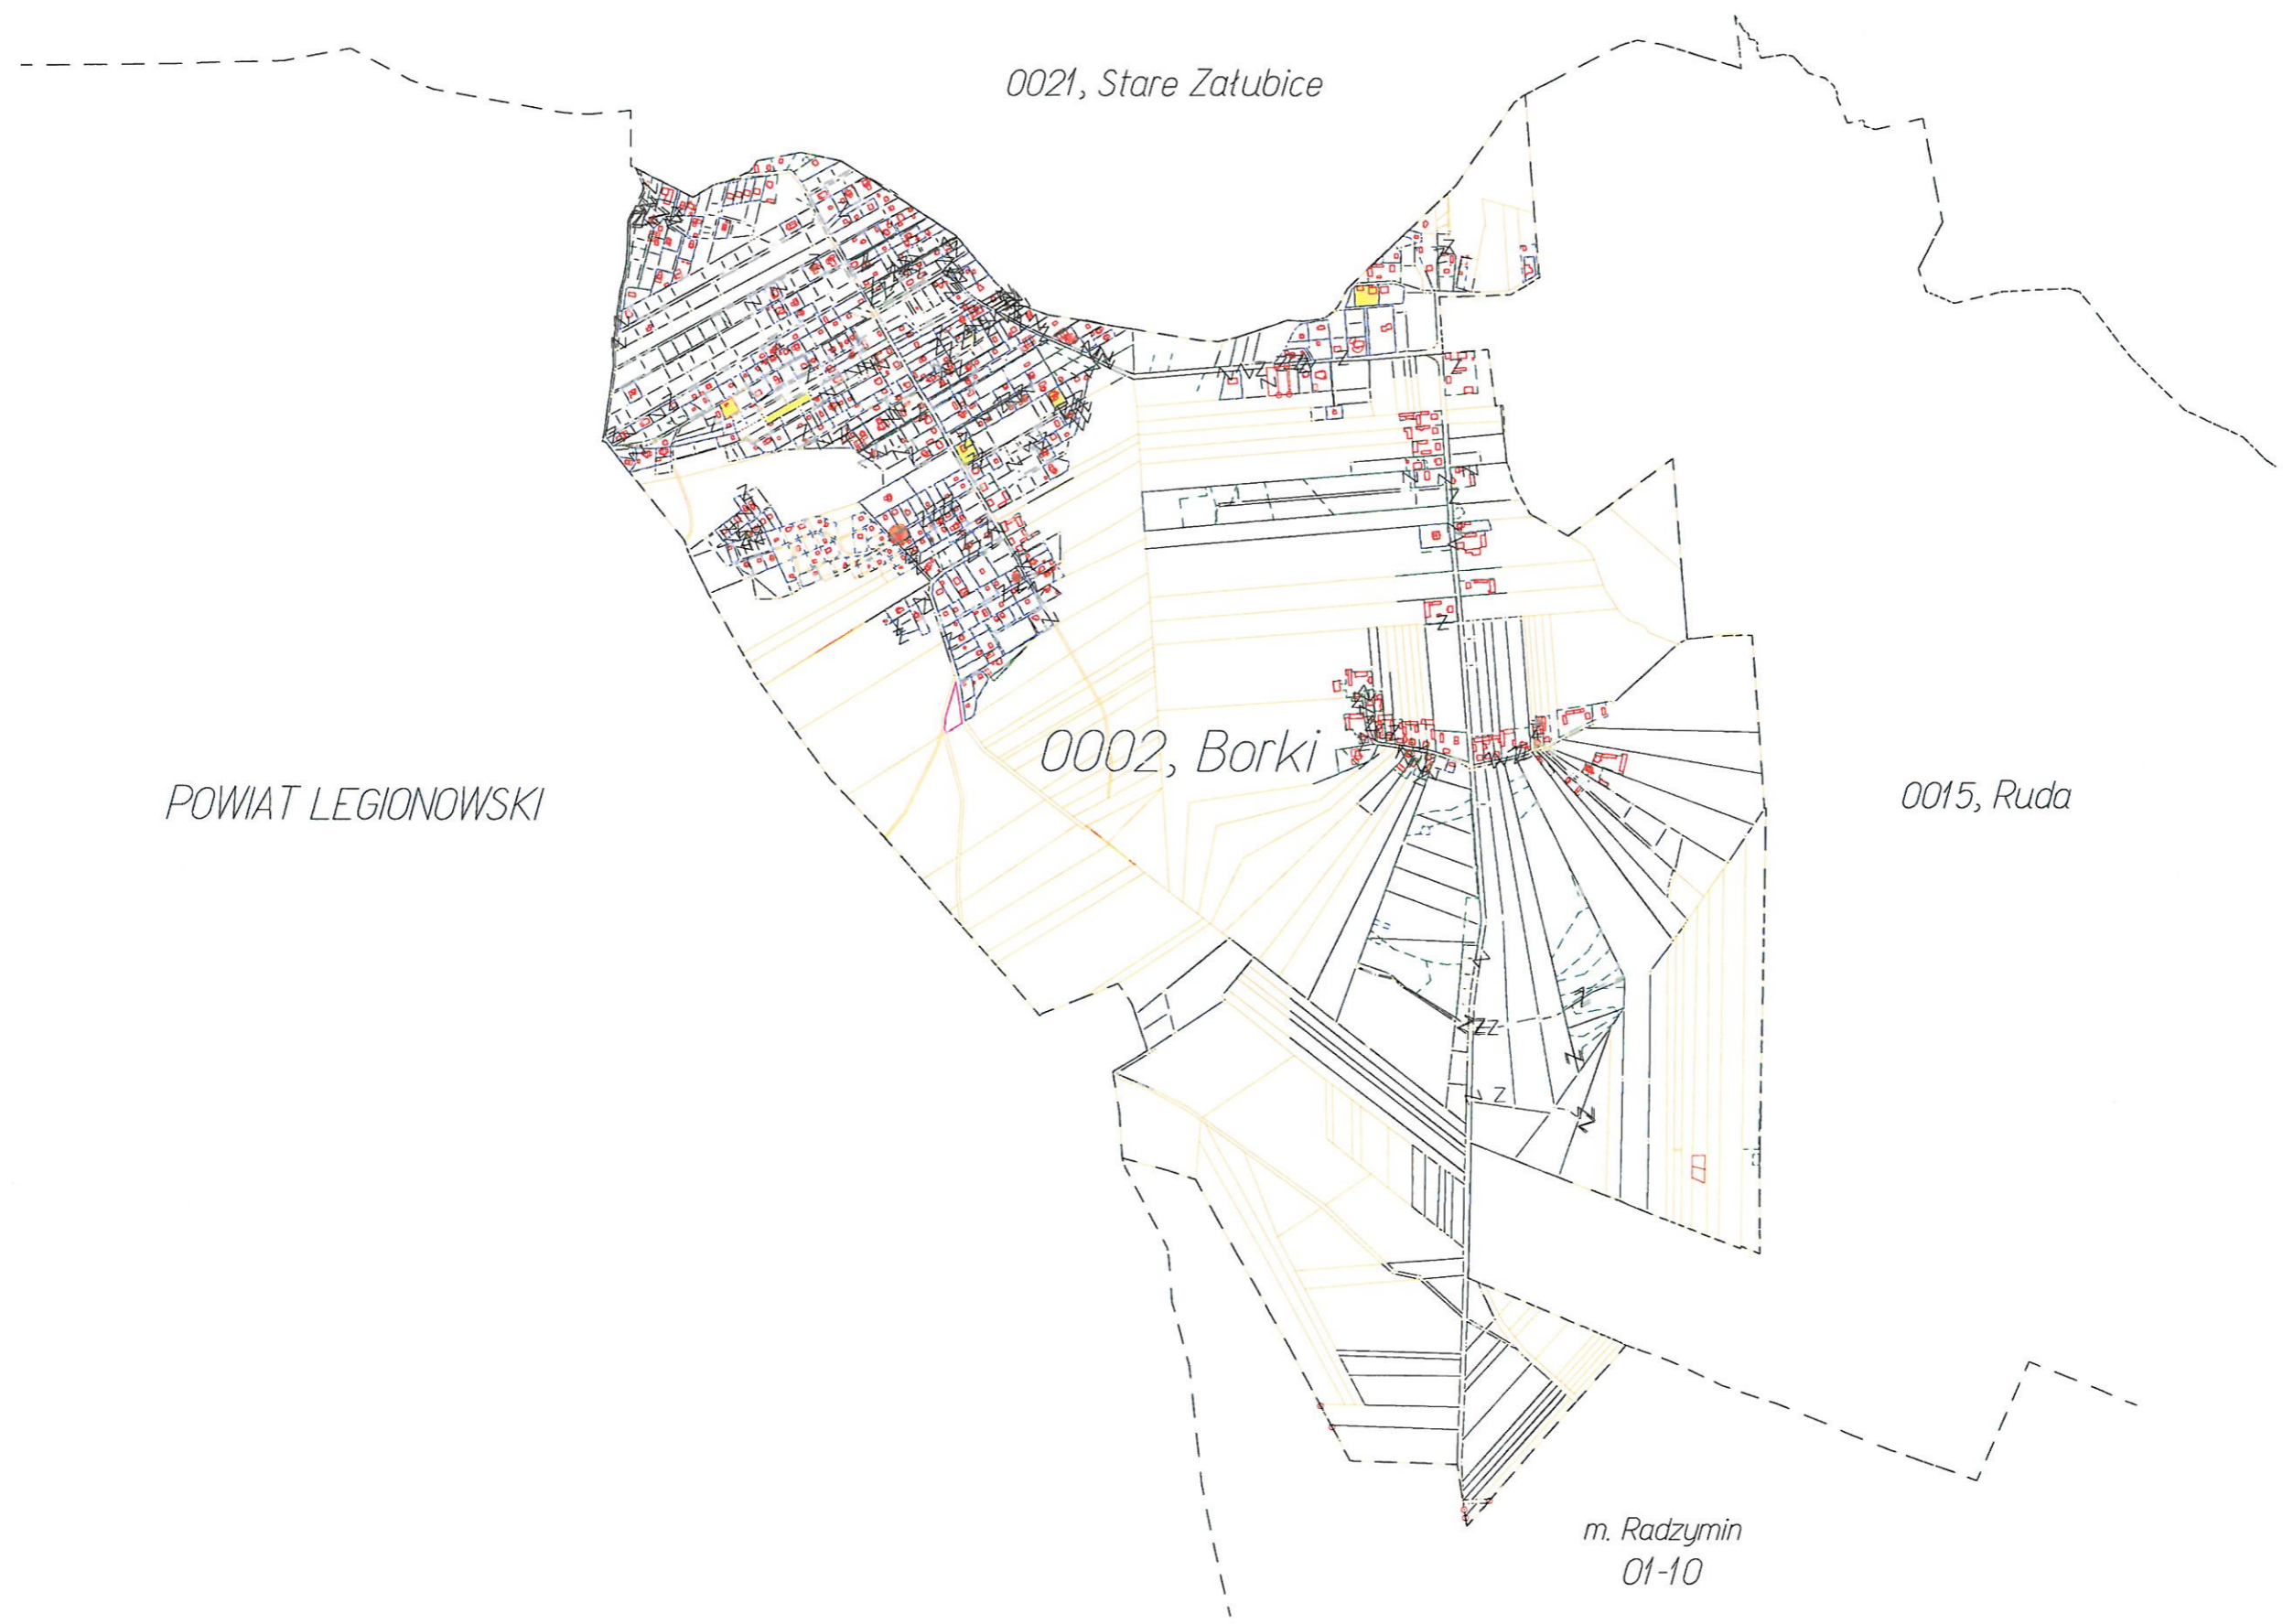 0021, Stare Załubice
0002, Borki
POWIAT LEGIONOWSKI
0015, Ruda
m. Radzymin
01-10